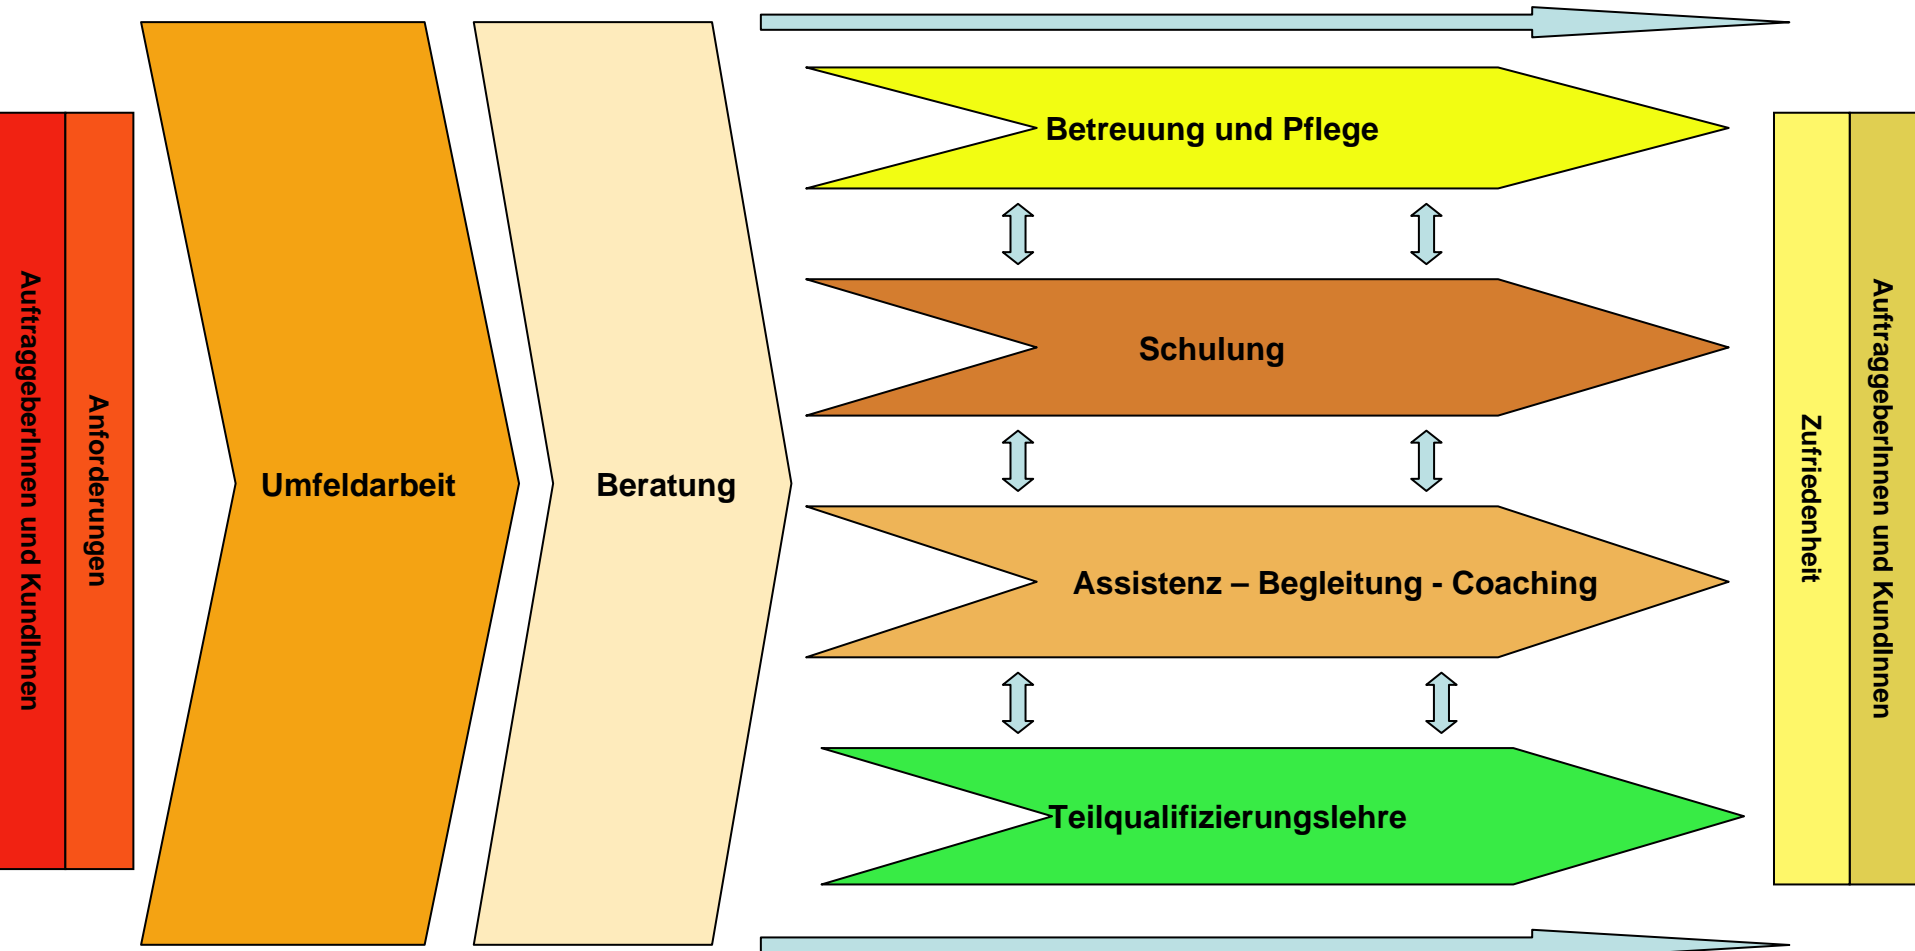 AuftraggeberInnen und KundInnen
Anforderungen
Umfeldarbeit
Beratung
Betreuung und Pflege
Schulung
Assistenz – Begleitung - Coaching
Teilqualifizierungslehre
Zufriedenheit
AuftraggeberInnen und KundInnen